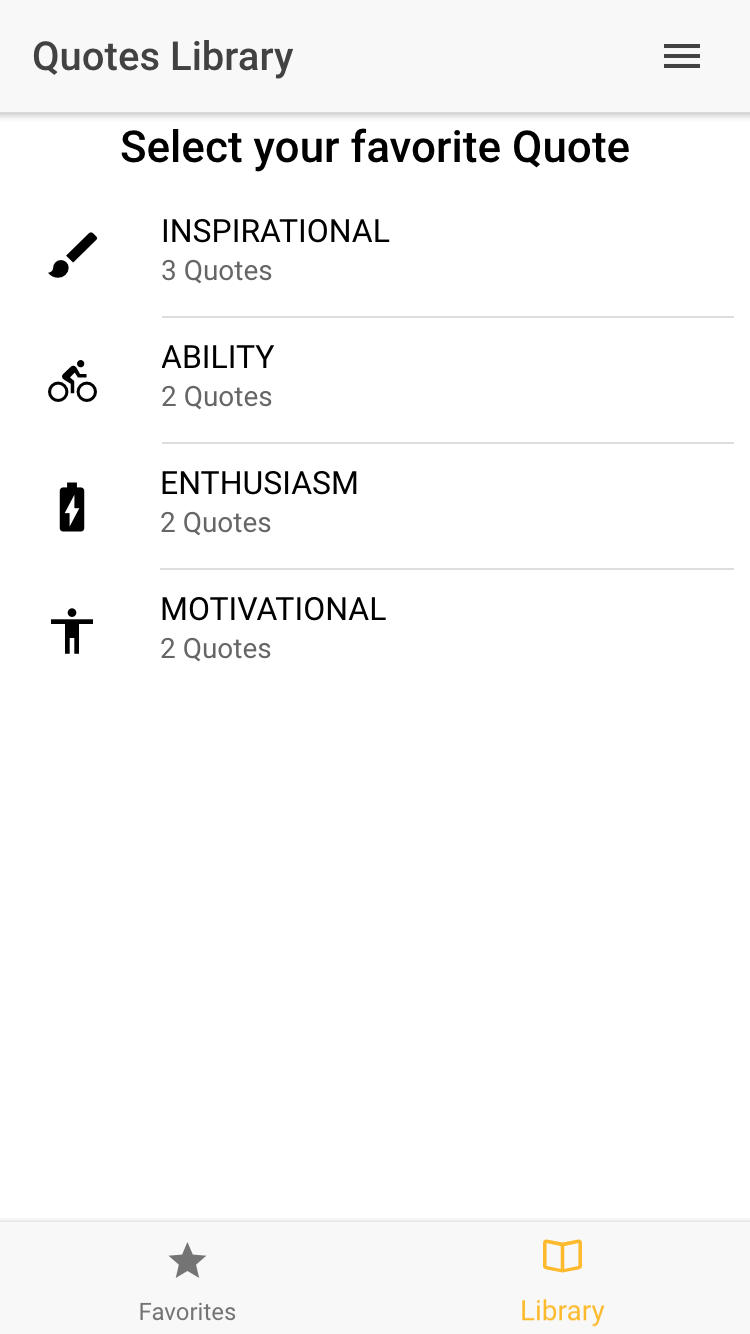 Quotes Library
Select your favorite Quote
INSPIRATIONAL
3 Quotes
ABILITY
2 Quotes
ENTHUSIASM
2 Quotes
MOTIVATIONAL
2 Quotes
Favorites
Library